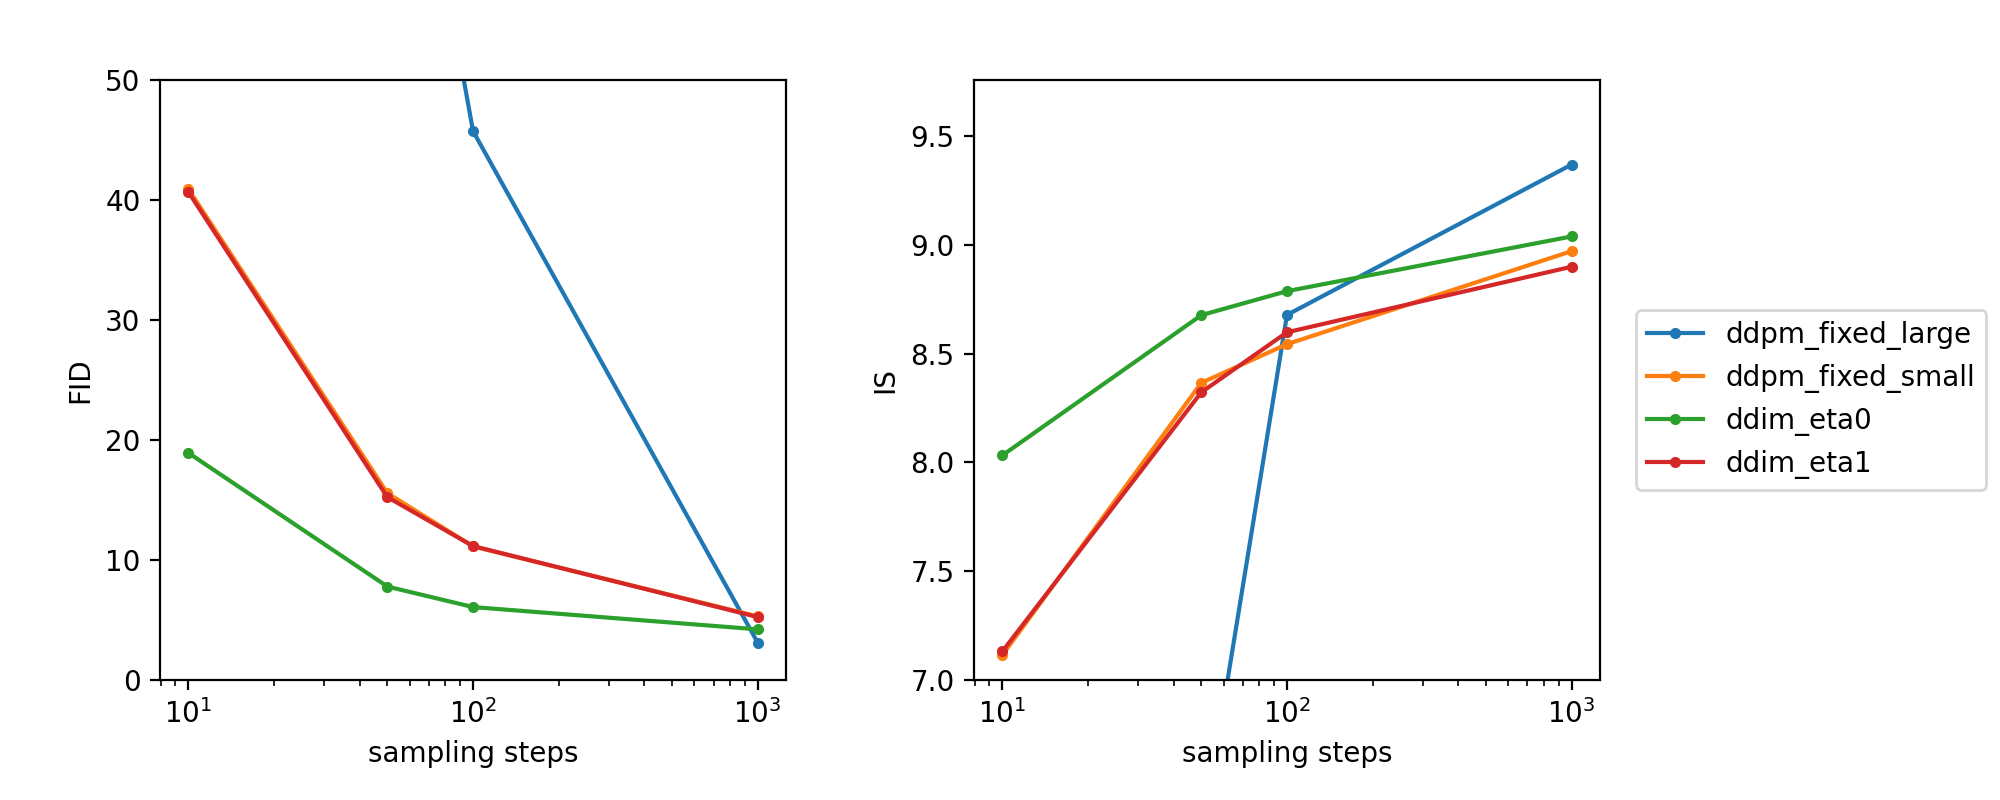 50
40
30
20
10
0
FID
10¹ 10² 10³
sampling steps
9.5
9.0
8.5
8.0
7.5
7.0
IS
10¹ 10² 10³
sampling steps
ddpm_fixed_large
ddpm_fixed_small
ddim_eta0
ddim_eta1